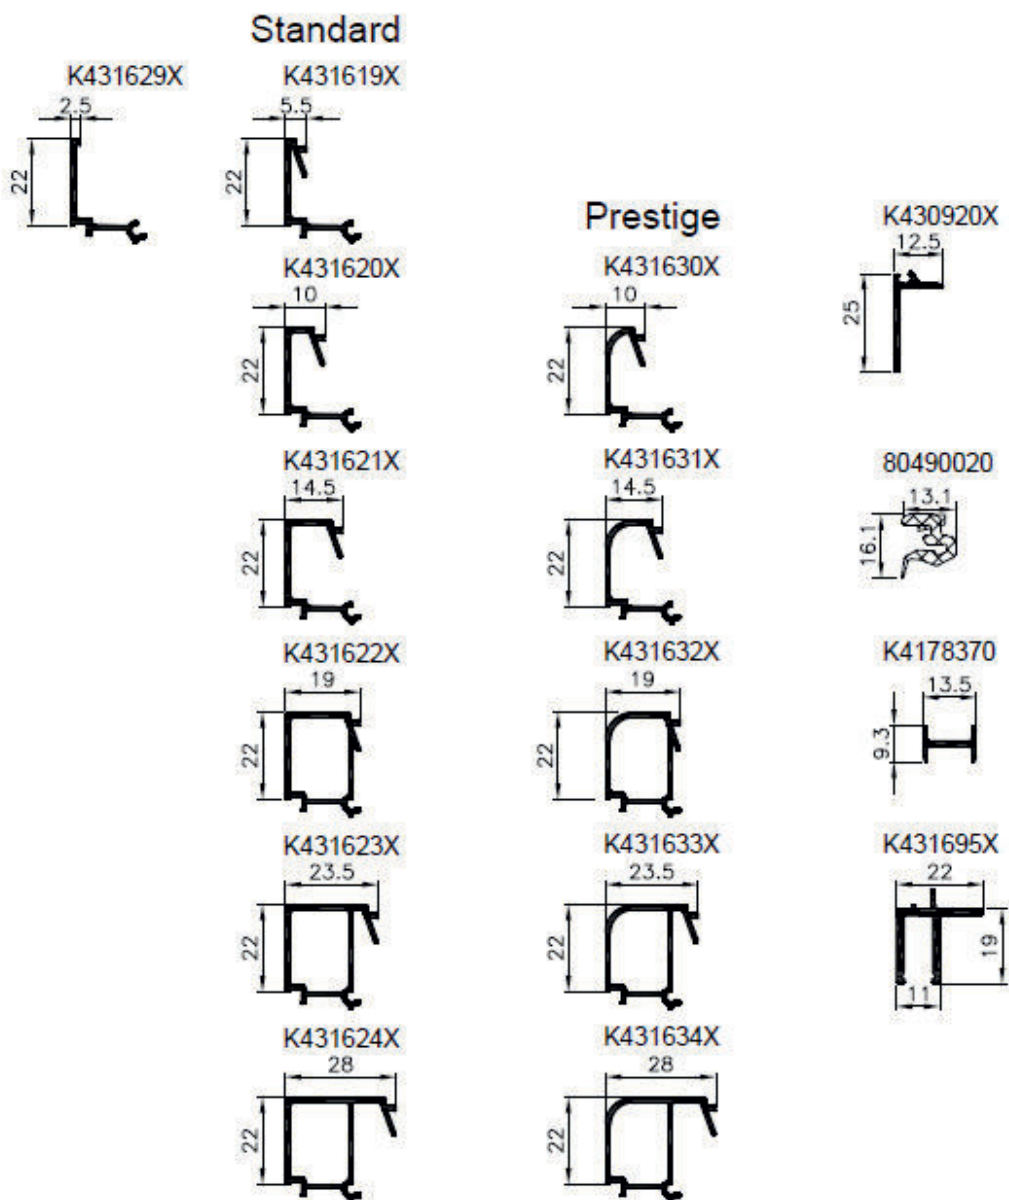 Standard
K431629X
2.5
22
K431619X
5.5
22
K431620X
10
22
K431621X
14.5
22
K431622X
19
22
K431623X
23.5
22
K431624X
28
22
Prestige
K431630X
10
22
K431631X
14.5
22
K431632X
19
22
K431633X
23.5
22
K431634X
28
22
K430920X
12.5
25
80490020
13.1
16.1
K4178370
13.5
9.3
K431695X
22
19
11